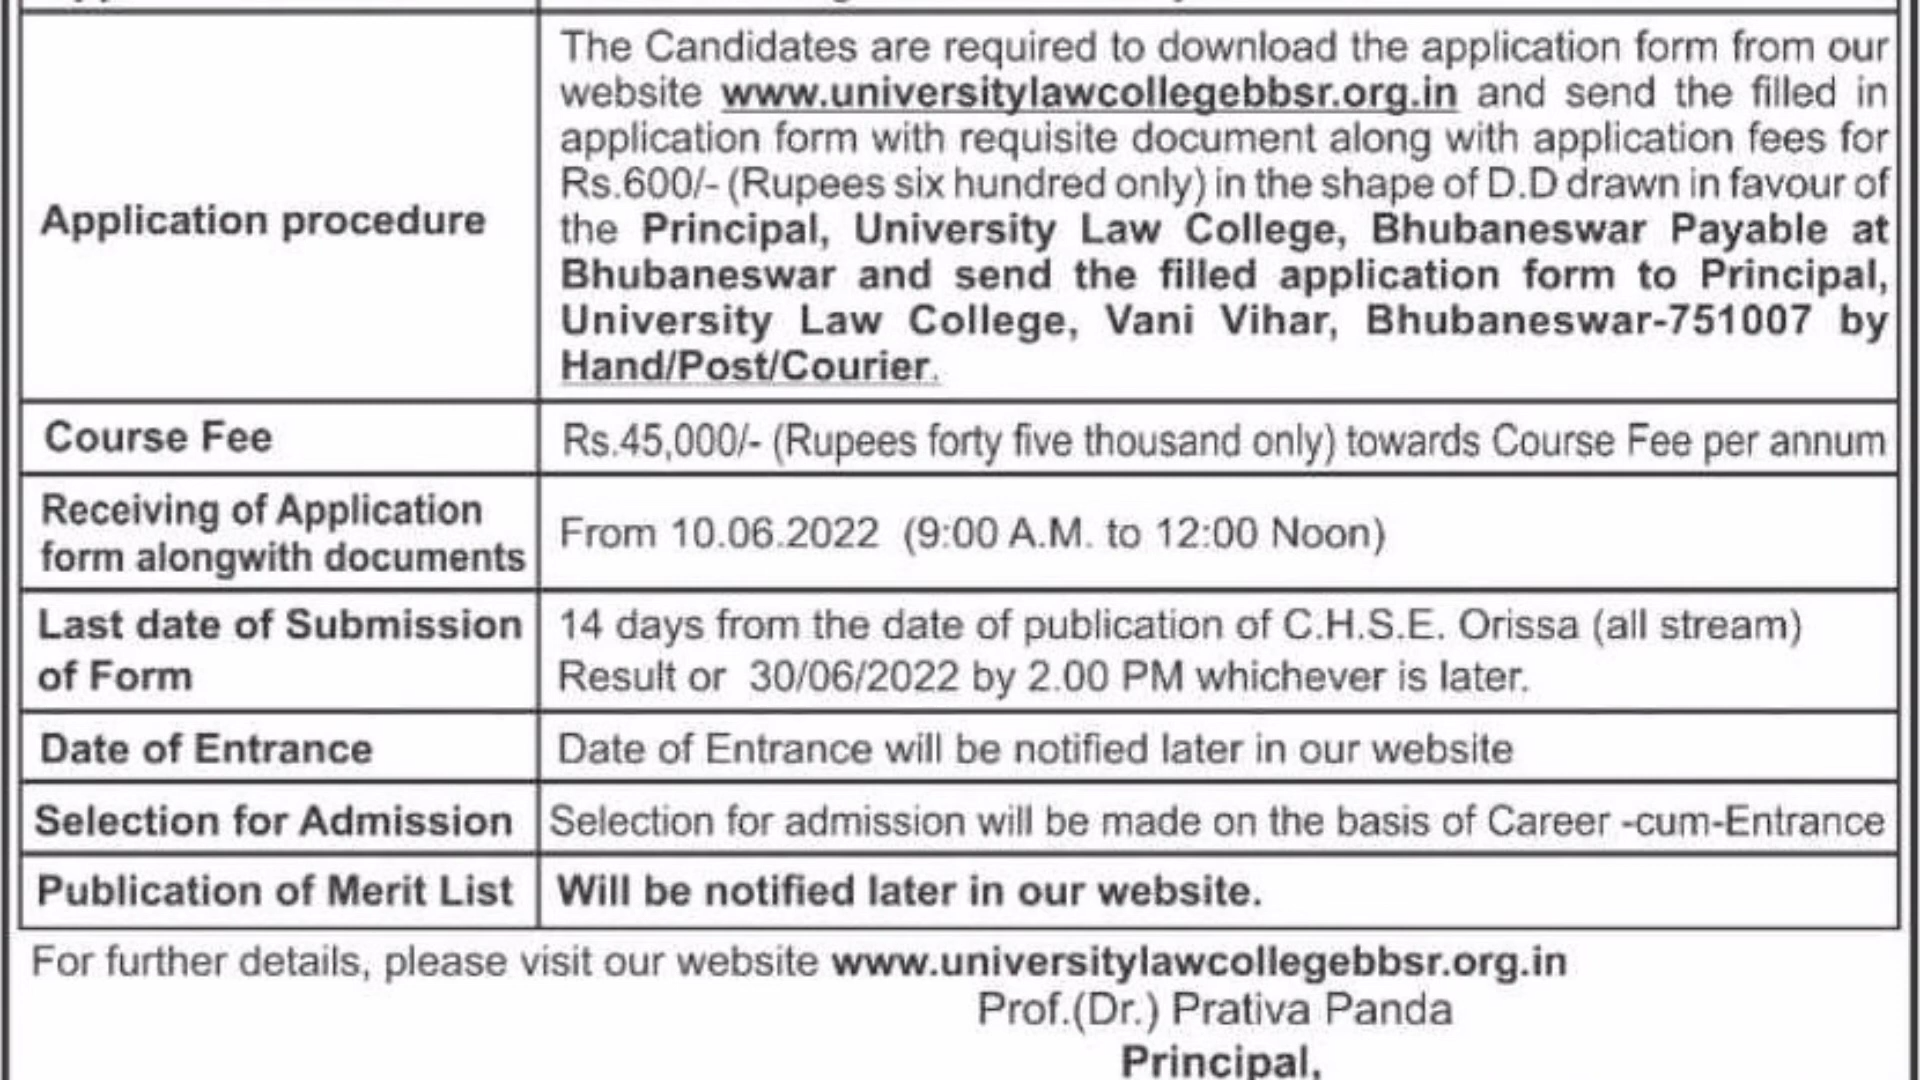 Application procedure
The Candidates are required to download the application form from our
website www.universitylawcollegebbsr.org.in and send the filled in
application form with requisite document along with application fees for
Rs.600/- (Rupees six hundred only) in the shape of D.D drawn in favour of
the Principal, University Law College, Bhubaneswar Payable at
Bhubaneswar and send the filled application form to Principal,
University Law College, Vani Vihar, Bhubaneswar-751007 by
Hand/Post/Courier.
Course Fee
Rs.45,000/- (Rupees forty five thousand only) towards Course Fee per annum
Receiving of Application
form alongwith documents
From 10.06.2022 (9:00 A.M. to 12:00 Noon)
Last date of Submission
of Form
14 days from the date of publication of C.H.S.E. Orissa (all stream)
Result or 30/06/2022 by 2.00 PM whichever is later.
Date of Entrance
Date of Entrance will be notified later in our website
Selection for Admission
Selection for admission will be made on the basis of Career -cum-Entrance
Publication of Merit List
Will be notified later in our website.
For further details, please visit our website www.universitylawcollegebbsr.org.in
Prof.(Dr.) Prativa Panda
Principal,